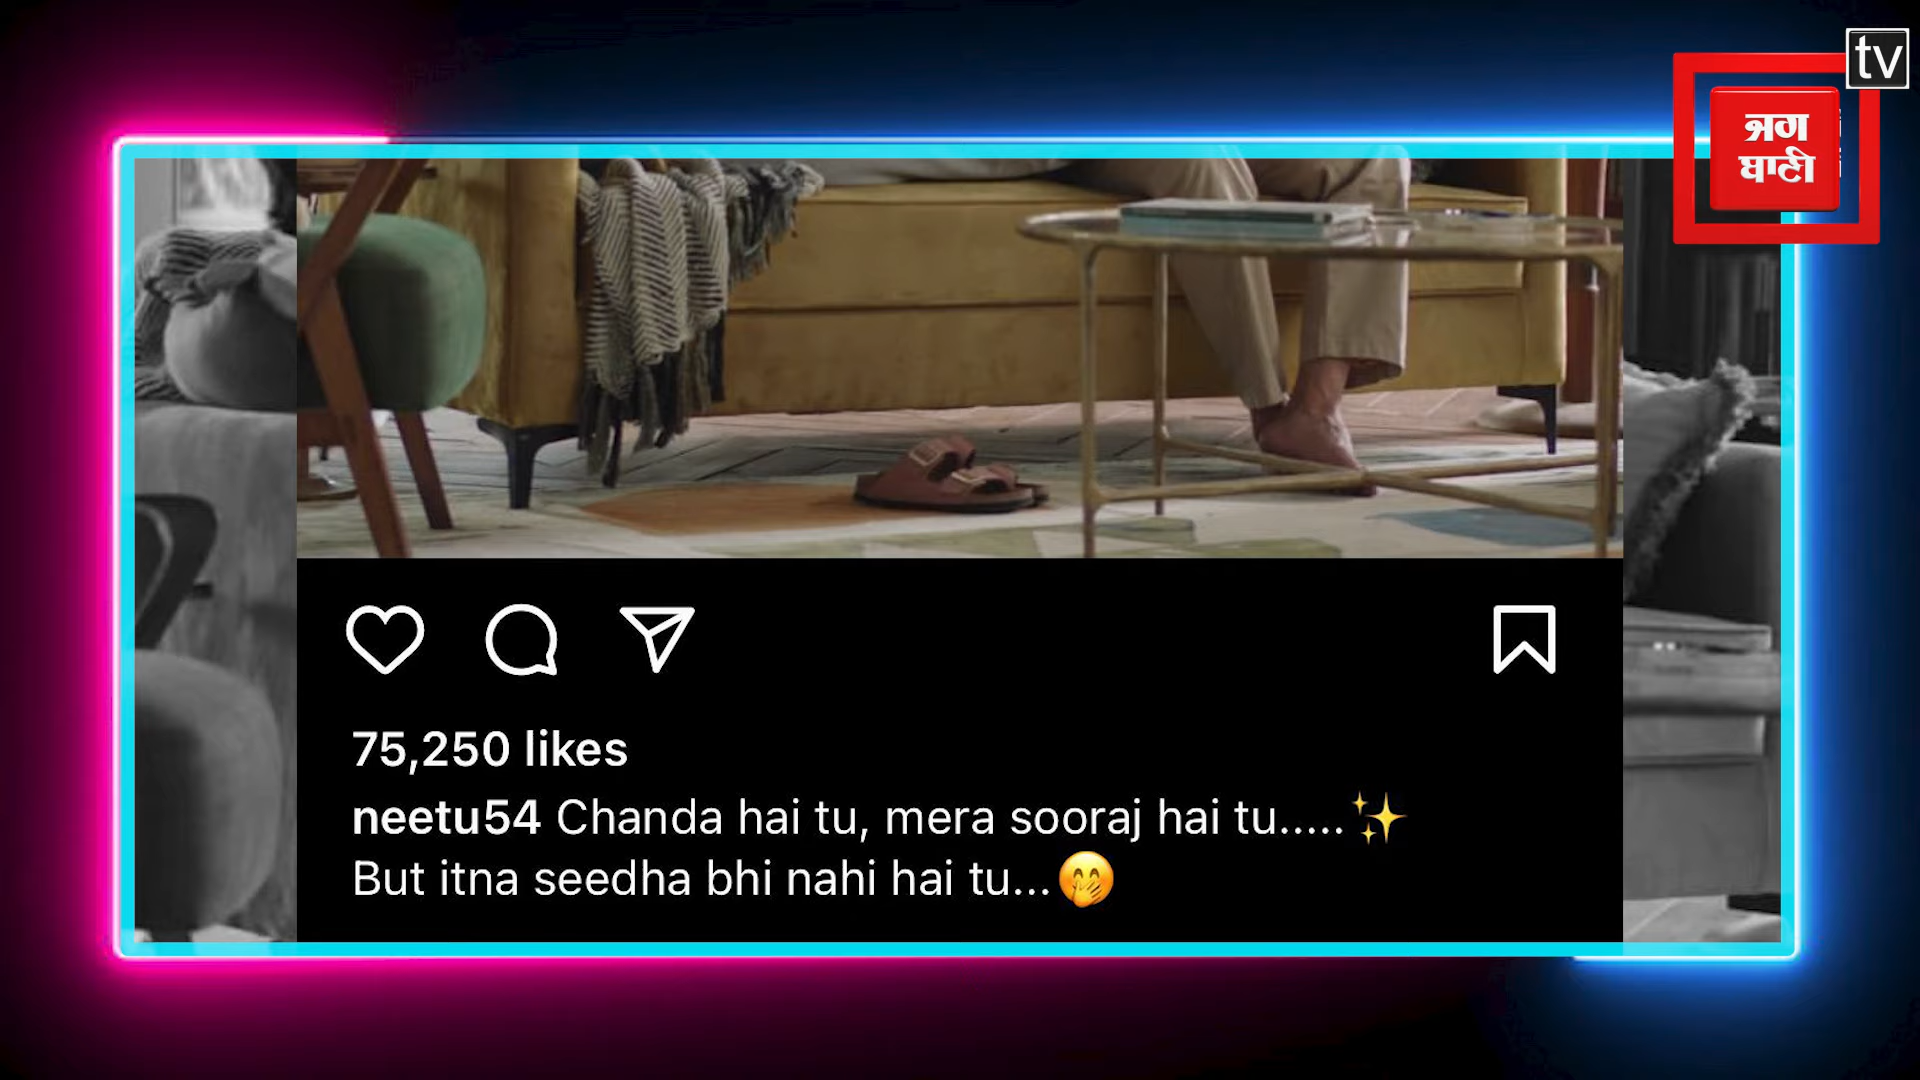 tv
ਜਗ
ਬਾਣੀ
75,250 likes
neetu54 Chanda hai tu, mera sooraj hai tu.....✨
But itna seedha bhi nahi hai tu...🤭